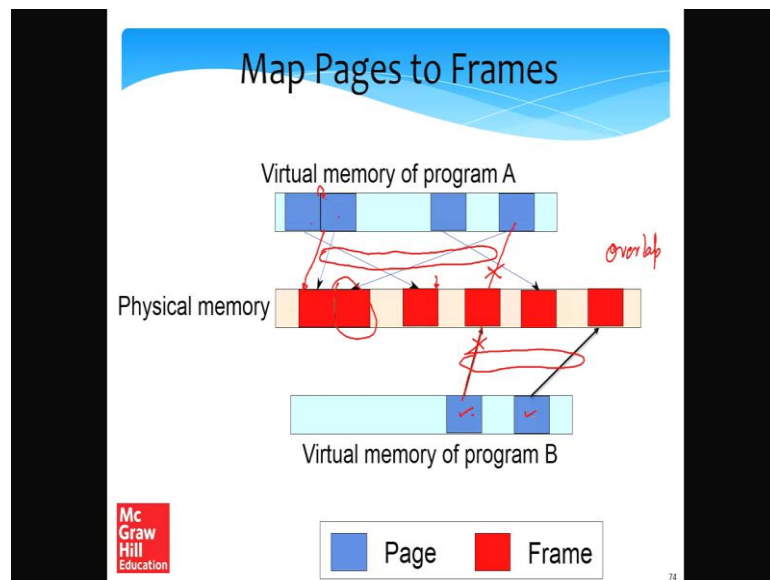 Map Pages to Frames
Virtual memory of program A
overlap
Physical memory
Virtual memory of program B
Mc
Graw
Hill
Education
Page
Frame
74